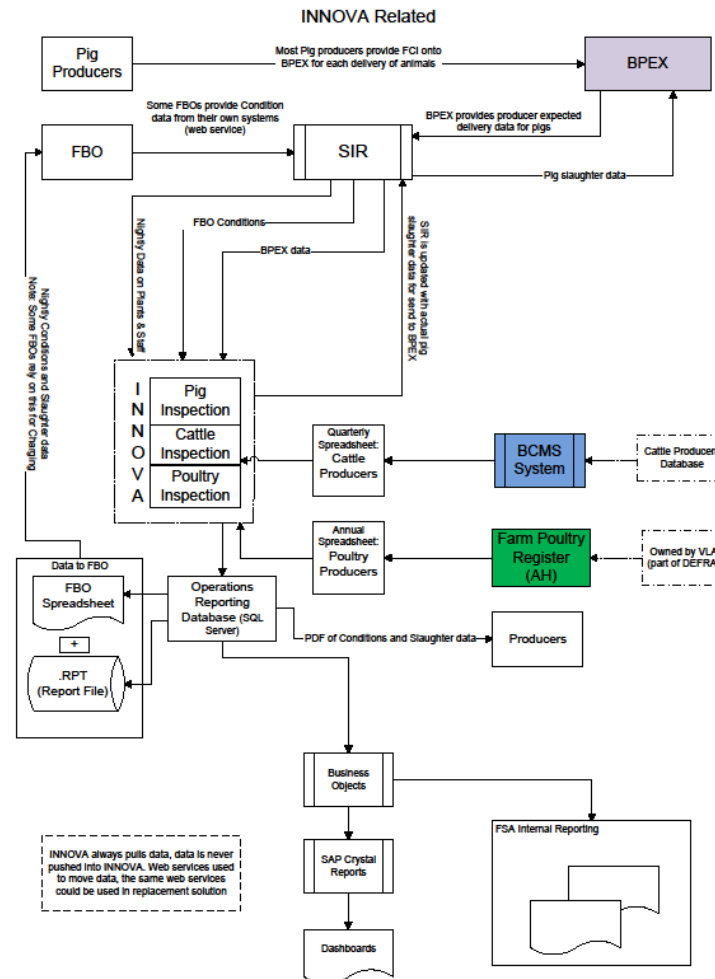 INNOVA Related
Pig
Producers
Most Pig producers provide FCI onto
BPEX for each delivery of animals
BPEX
Some FBOs provide Condition
data from their own systems
(web service)
BPEX provides producer expected
delivery data for pigs
FBO
SIR
Pig slaughter data
Nightly Data on Plants & Staff
FBO Conditions
BPEX data
SIR is updated with actual pig
slaughter data for send to BPEX
Nightly Conditions and Slaughter data
Note: Some FBOs rely on this for Charging
I
N
N
O
V
A
Pig
Inspection
Cattle
Inspection
Poultry
Inspection
Quarterly
Spreadsheet:
Cattle
Producers
BCMS
System
Cattle Producer
Database
Annual
Spreadsheet:
Poultry
Producers
Farm Poultry
Register
(AH)
Owned by VLA
(part of DEFRA
Data to FBO
FBO
Spreadsheet
+
.RPT
(Report File)
Operations
Reporting
Database (SQL
Server)
PDF of Conditions and Slaughter data
Producers
Business
Objects
SAP Crystal
Reports
Dashboards
FSA Internal Reporting
INNOVA always pulls data, data is never
pushed into INNOVA. Web services used
to move data, the same web services
could be used in replacement solution